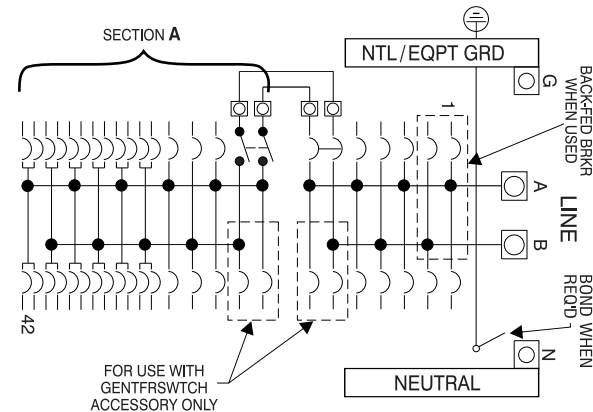 SECTION A
NTL/EQPT GRD
G
BACK-FED BRKR
WHEN USED
1
A
LINE
B
BOND WHEN
REQ'D
N
NEUTRAL
42
FOR USE WITH
GENTFRSWTCH
ACCESSORY ONLY